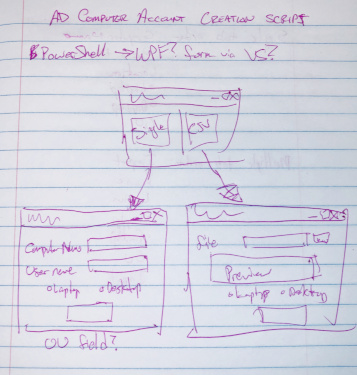 AD Computer Account Creation Script
PowerShell -> WPF? form via VS?
Single CSV
Computer Name
User name
Laptop Desktop
OU field?
File
Preview
Laptop Desktop